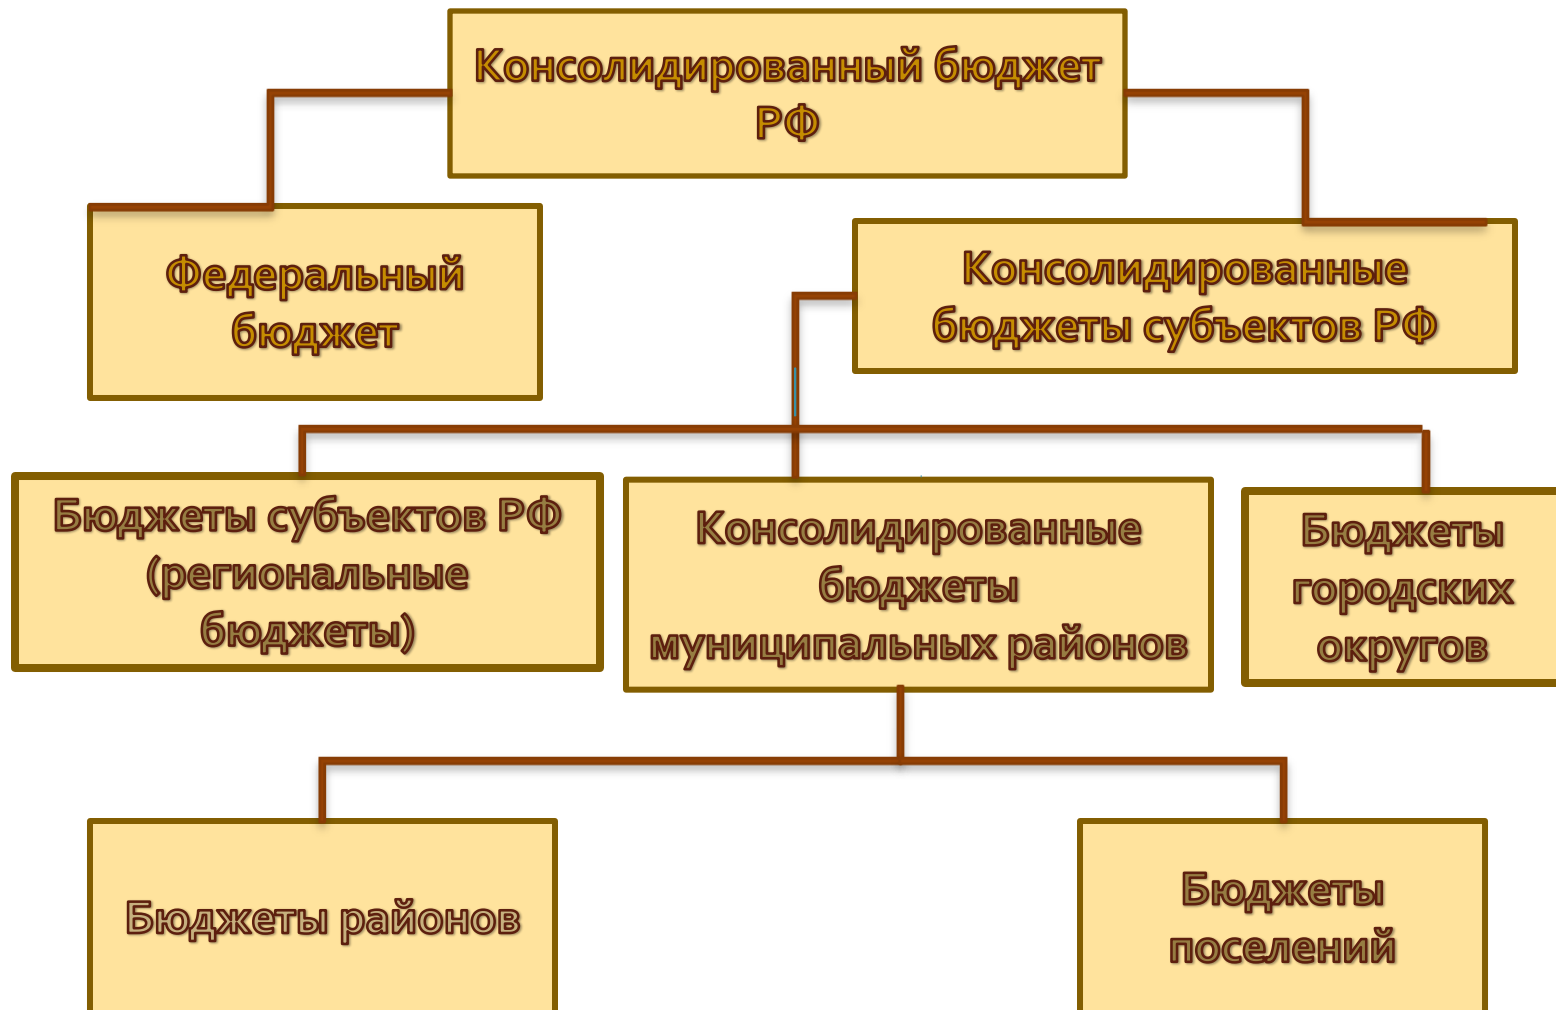 Консолидированный бюджет
РФ
Федеральный
бюджет
Консолидированные
бюджеты субъектов РФ
Бюджеты субъектов РФ
(региональные
бюджеты)
Консолидированные
бюджеты
муниципальных районов
Бюджеты
городских
округов
Бюджеты районов
Бюджеты
поселений